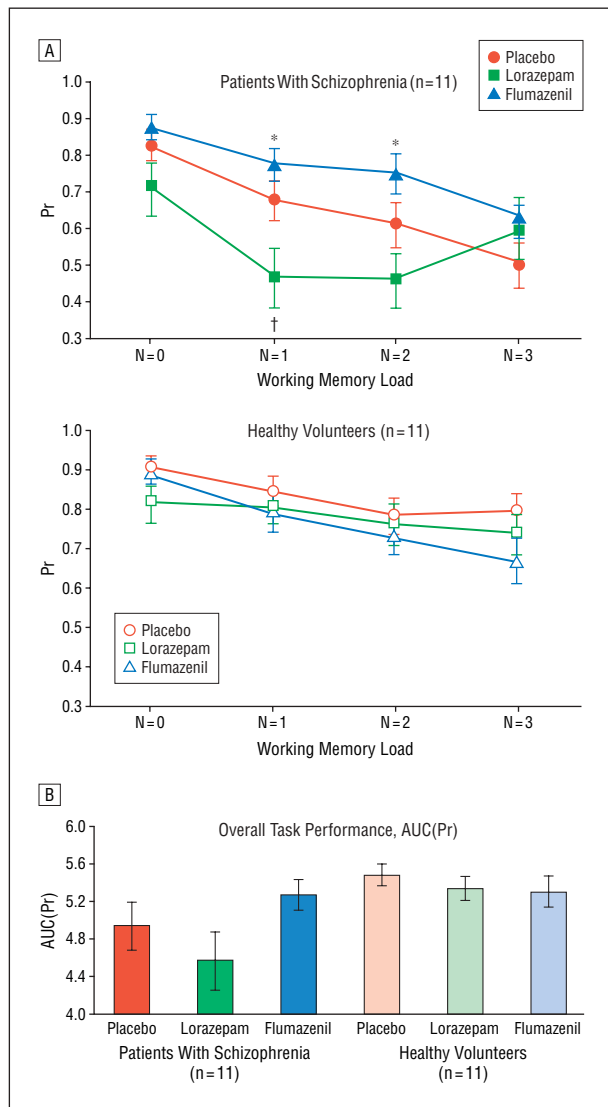 A
Placebo
Lorazepam
Flumazenil
Patients With Schizophrenia (n=11)
1.0
0.9
0.8
0.7
0.6
0.5
0.4
0.3
Pr
*
*
†
N=0
N=1
N=2
N=3
Working Memory Load
Healthy Volunteers (n=11)
1.0
0.9
0.8
0.7
0.6
0.5
0.4
0.3
Pr
Placebo
Lorazepam
Flumazenil
N=0
N=1
N=2
N=3
Working Memory Load
B
Overall Task Performance, AUC(Pr)
6.0
5.6
5.2
4.8
4.4
4.0
AUC(Pr)
Placebo
Lorazepam
Flumazenil
Placebo
Lorazepam
Flumazenil
Patients With Schizophrenia
(n=11)
Healthy Volunteers
(n=11)